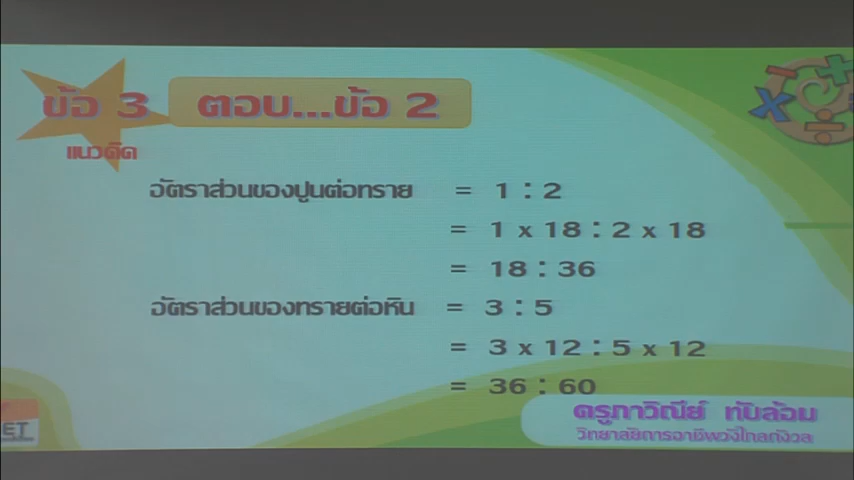 ข้อ 3 ตอบ...ข้อ 2
แนวคิด
อัตราส่วนของปูนต่อทราย = 1 : 2
= 1 x 18 : 2 x 18
= 18 : 36
อัตราส่วนของทรายต่อหิน = 3 : 5
= 3 x 12 : 5 x 12
= 36 : 60
ครูภาวิณีย์ ทับล้อม
วิทยาลัยการอาชีพวังไกลกังวล
ET